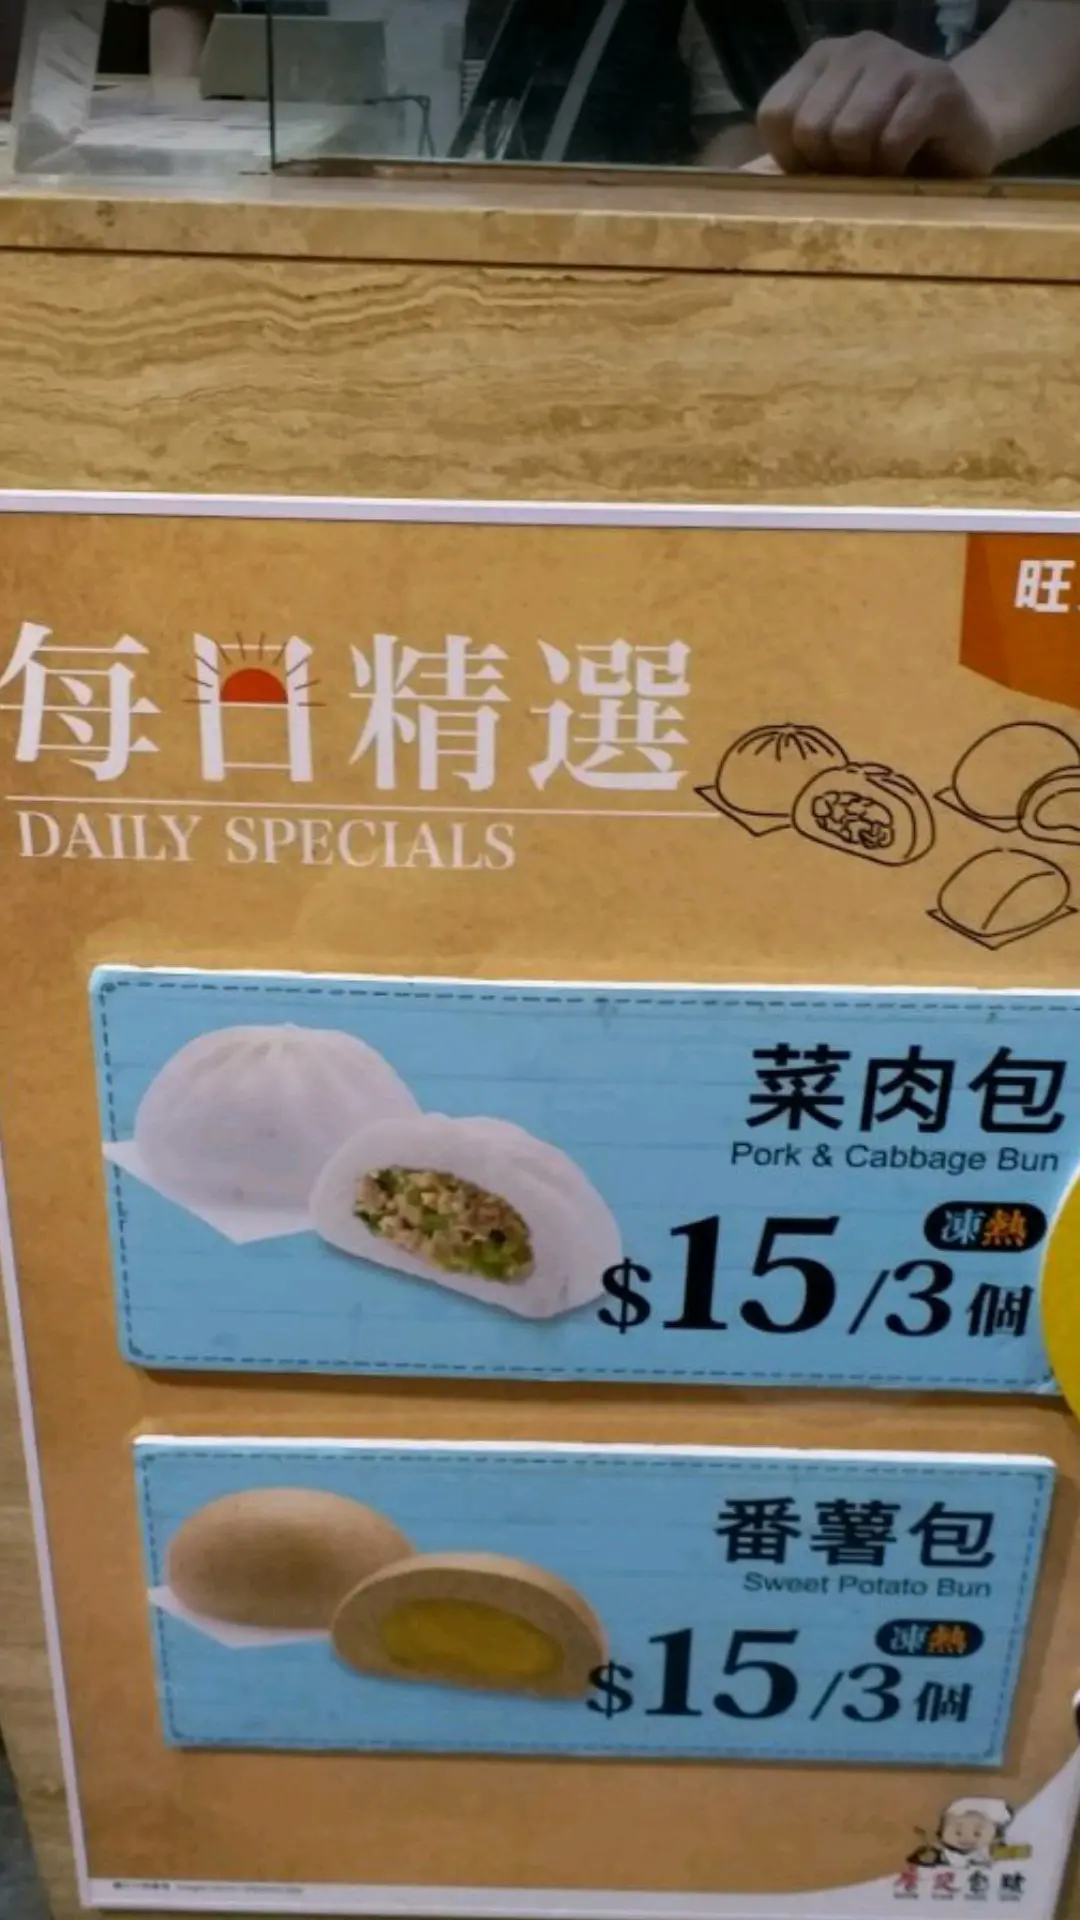 旺
每日精選
DAILY SPECIALS
菜肉包
Pork & Cabbage Bun
凍熱
$15/3個
番薯包
Sweet Potato Bun
凍熱
$15/3個